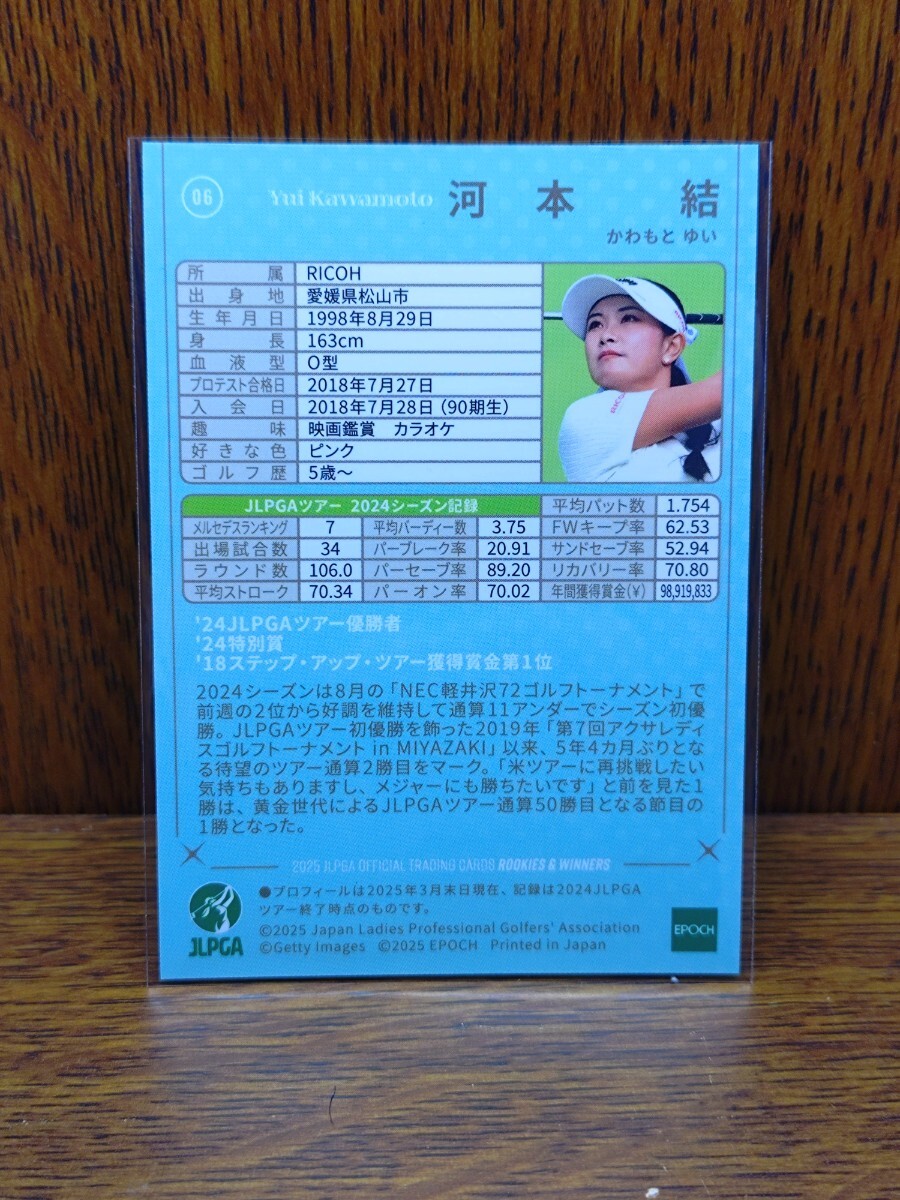 06 Yui Kawamoto 河本 結
かわもと ゆい
所属 RICOH
出身地 愛媛県松山市
生年月日 1998年8月29日
身長 163cm
血液型 O型
プロテスト合格日 2018年7月27日
入会日 2018年7月28日（90期生）
趣味 映画鑑賞 カラオケ
好きな色 ピンク
ゴルフ歴 5歳〜
JLPGAツアー 2024シーズン記録 平均パット数 1.754
メルセデスランキング 7 平均バーディー数 3.75 FWキープ率 62.53
出場試合数 34 パーブレーク率 20.91 サンドセーブ率 52.94
ラウンド数 106.0 パーセーブ率 89.20 リカバリー率 70.80
平均ストローク 70.34 パーオン率 70.02 年間獲得賞金(¥) 98,919,833
'24JLPGAツアー優勝者
'24特別賞
'18ステップ・アップ・ツアー獲得賞金第1位
2024シーズンは8月の「NEC軽井沢72ゴルフトーナメント」で
前週の2位から好調を維持して通算11アンダーでシーズン初優
勝。JLPGAツアー初優勝を飾った2019年「第7回アクサレディ
スゴルフトーナメント in MIYAZAKI」以来、5年4カ月ぶりとな
る待望のツアー通算2勝目をマーク。「米ツアーに再挑戦したい
気持ちもありますし、メジャーにも勝ちたいです」と前を見た1
勝は、黄金世代によるJLPGAツアー通算50勝目となる節目の
1勝となった。
2025 JLPGA OFFICIAL TRADING CARDS ROOKIES & WINNERS
●プロフィールは2025年3月末日現在、記録は2024JLPGA
ツアー終了時点のものです。
©2025 Japan Ladies Professional Golfers' Association
©Getty Images ©2025 EPOCH Printed in Japan
JLPGA
EPOCH